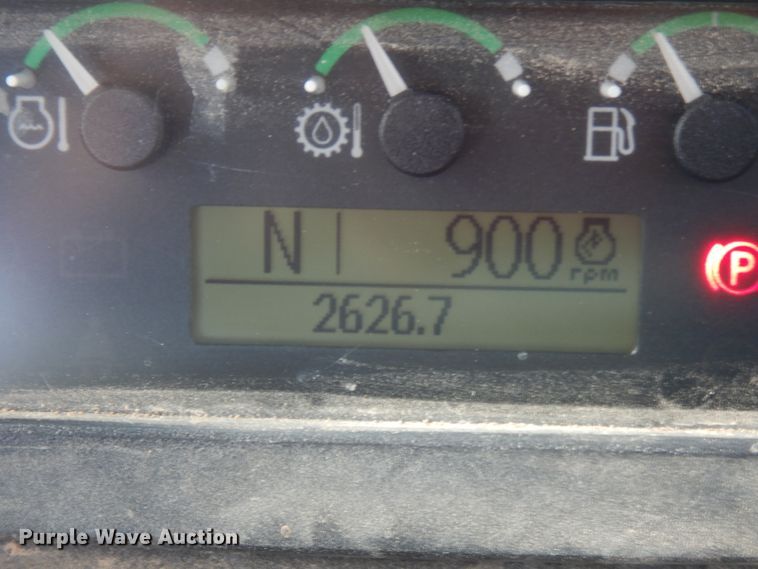 N 900 rpm
2626.7
P
Purple Wave Auction